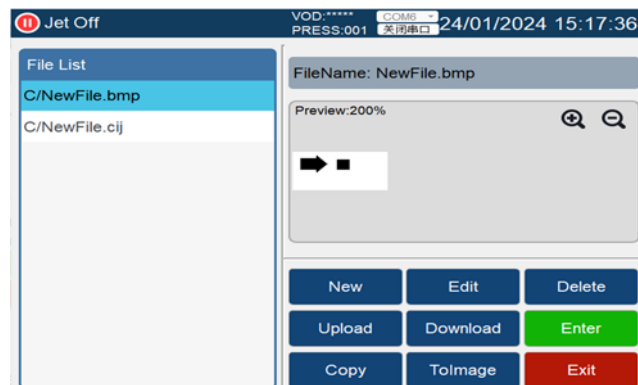 Jet Off
VOD:*****
COM6
PRESS:001
关闭串口
24/01/2024 15:17:36
File List
C/NewFile.bmp
C/NewFile.cij
FileName: NewFile.bmp
Preview:200%
New
Edit
Delete
Upload
Download
Enter
Copy
ToImage
Exit